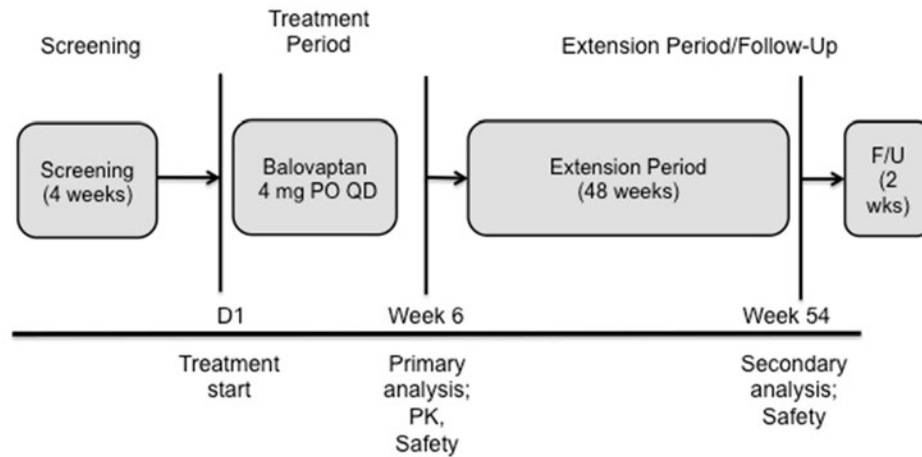 Screening
Treatment
Period
Extension Period/Follow-Up
Screening
(4 weeks)
Balovaptan
4 mg PO QD
Extension Period
(48 weeks)
F/U
(2
wks)
D1
Week 6
Week 54
Treatment
start
Primary
analysis;
PK,
Safety
Secondary
analysis;
Safety